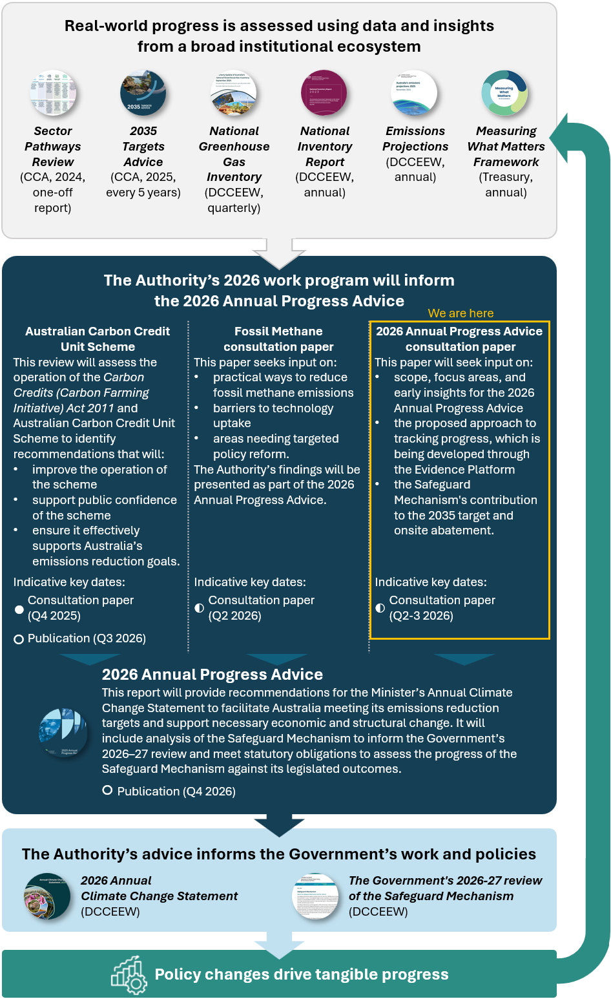 Real-world progress is assessed using data and insights
from a broad institutional ecosystem
2035 TARGETS
ADVICE
National Inventory Report
2023
Australia's emissions
projections 2025
Measuring
What
Matters
Sector
Pathways
Review
(CCA, 2024,
one-off
report)
2035
Targets
Advice
(CCA, 2025,
every 5 years)
National
Greenhouse
Gas
Inventory
(DCCEEW,
quarterly)
National
Inventory
Report
(DCCEEW,
annual)
Emissions
Projections
(DCCEEW,
annual)
Measuring
What Matters
Framework
(Treasury,
annual)
The Authority’s 2026 work program will inform
the 2026 Annual Progress Advice
We are here
Australian Carbon Credit
Unit Scheme
This review will assess the
operation of the Carbon
Credits (Carbon Farming
Initiative) Act 2011 and
Australian Carbon Credit Unit
Scheme to identify
recommendations that will:
• improve the operation of
the scheme
• support public confidence
of the scheme
• ensure it effectively
supports Australia’s
emissions reduction goals.
Indicative key dates:
Consultation paper
(Q4 2025)
Publication (Q3 2026)
Fossil Methane
consultation paper
This paper seeks input on:
• practical ways to reduce
fossil methane emissions
• barriers to technology
uptake
• areas needing targeted
policy reform.
The Authority’s findings will be
presented as part of the 2026
Annual Progress Advice.
Indicative key dates:
Consultation paper
(Q2 2026)
2026 Annual Progress Advice
consultation paper
This paper will seek input on:
• scope, focus areas, and
early insights for the 2026
Annual Progress Advice
• the proposed approach to
tracking progress, which is
being developed through
the Evidence Platform
• the Safeguard
Mechanism's contribution
to the 2035 target and
onsite abatement.
Indicative key dates:
Consultation paper
(Q2-3 2026)
2026 Annual Progress Advice
This report will provide recommendations for the Minister’s Annual Climate
Change Statement to facilitate Australia meeting its emissions reduction
targets and support necessary economic and structural change. It will
include analysis of the Safeguard Mechanism to inform the Government’s
2026–27 review and meet statutory obligations to assess the progress of the
Safeguard Mechanism against its legislated outcomes.
Publication (Q4 2026)
The Authority’s advice informs the Government’s work and policies
2026 Annual
Climate Change Statement
(DCCEEW)
The Government's 2026-27 review
of the Safeguard Mechanism
(DCCEEW)
Policy changes drive tangible progress